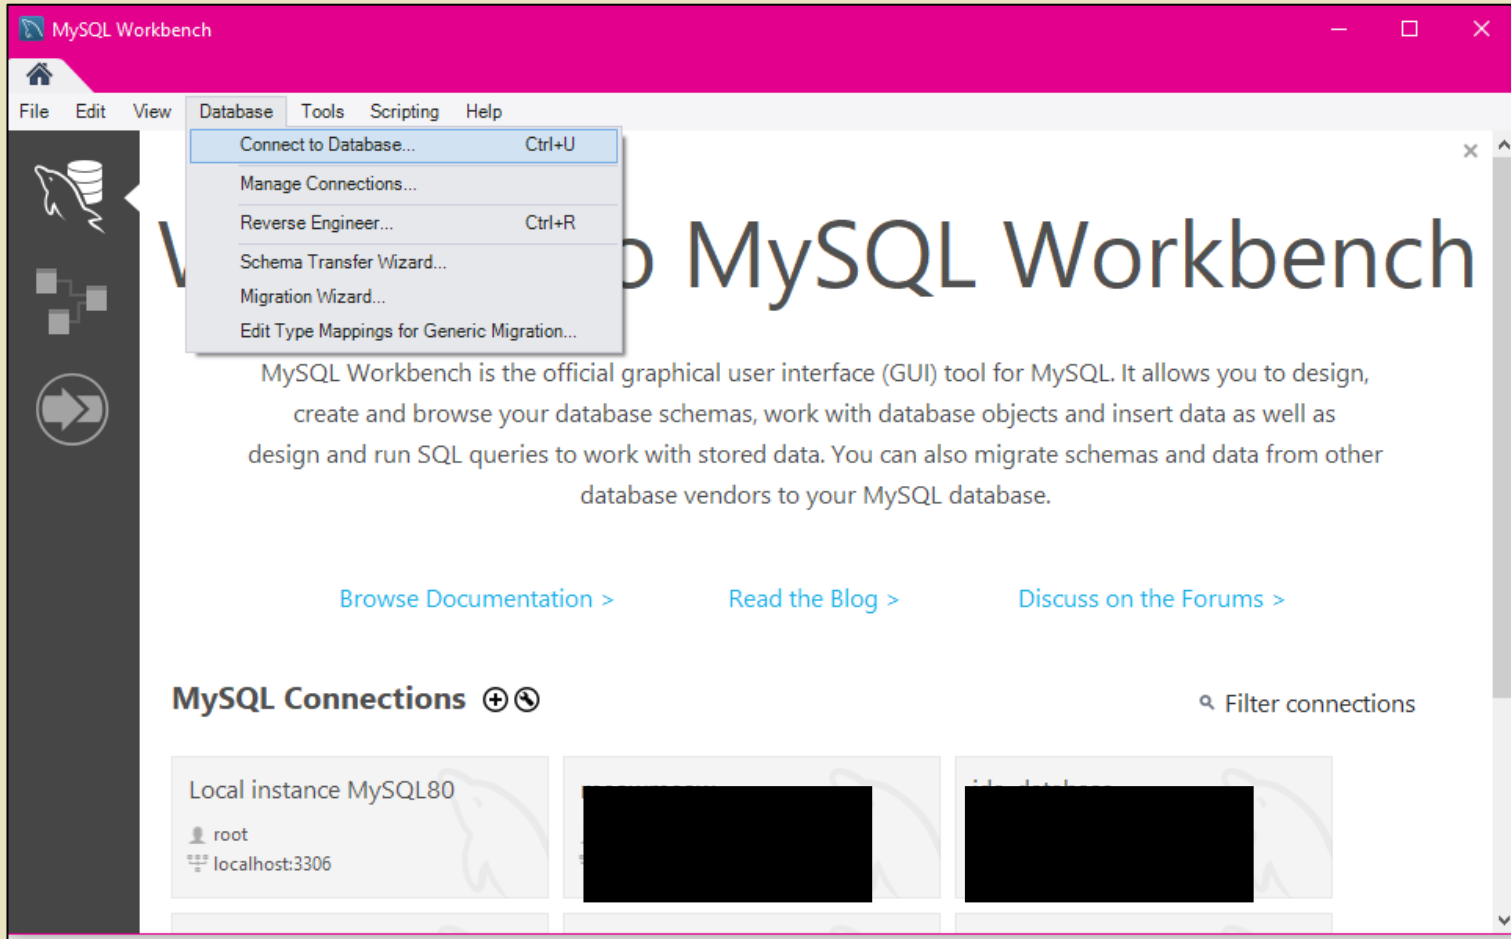 MySQL Workbench
File Edit View Database Tools Scripting Help
Connect to Database... Ctrl+U
Manage Connections...
Reverse Engineer... Ctrl+R
Schema Transfer Wizard...
Migration Wizard...
Edit Type Mappings for Generic Migration...
MySQL Workbench
MySQL Workbench is the official graphical user interface (GUI) tool for MySQL. It allows you to design,
create and browse your database schemas, work with database objects and insert data as well as
design and run SQL queries to work with stored data. You can also migrate schemas and data from other
database vendors to your MySQL database.
Browse Documentation > Read the Blog > Discuss on the Forums >
MySQL Connections
Filter connections
Local instance MySQL80
root
localhost:3306